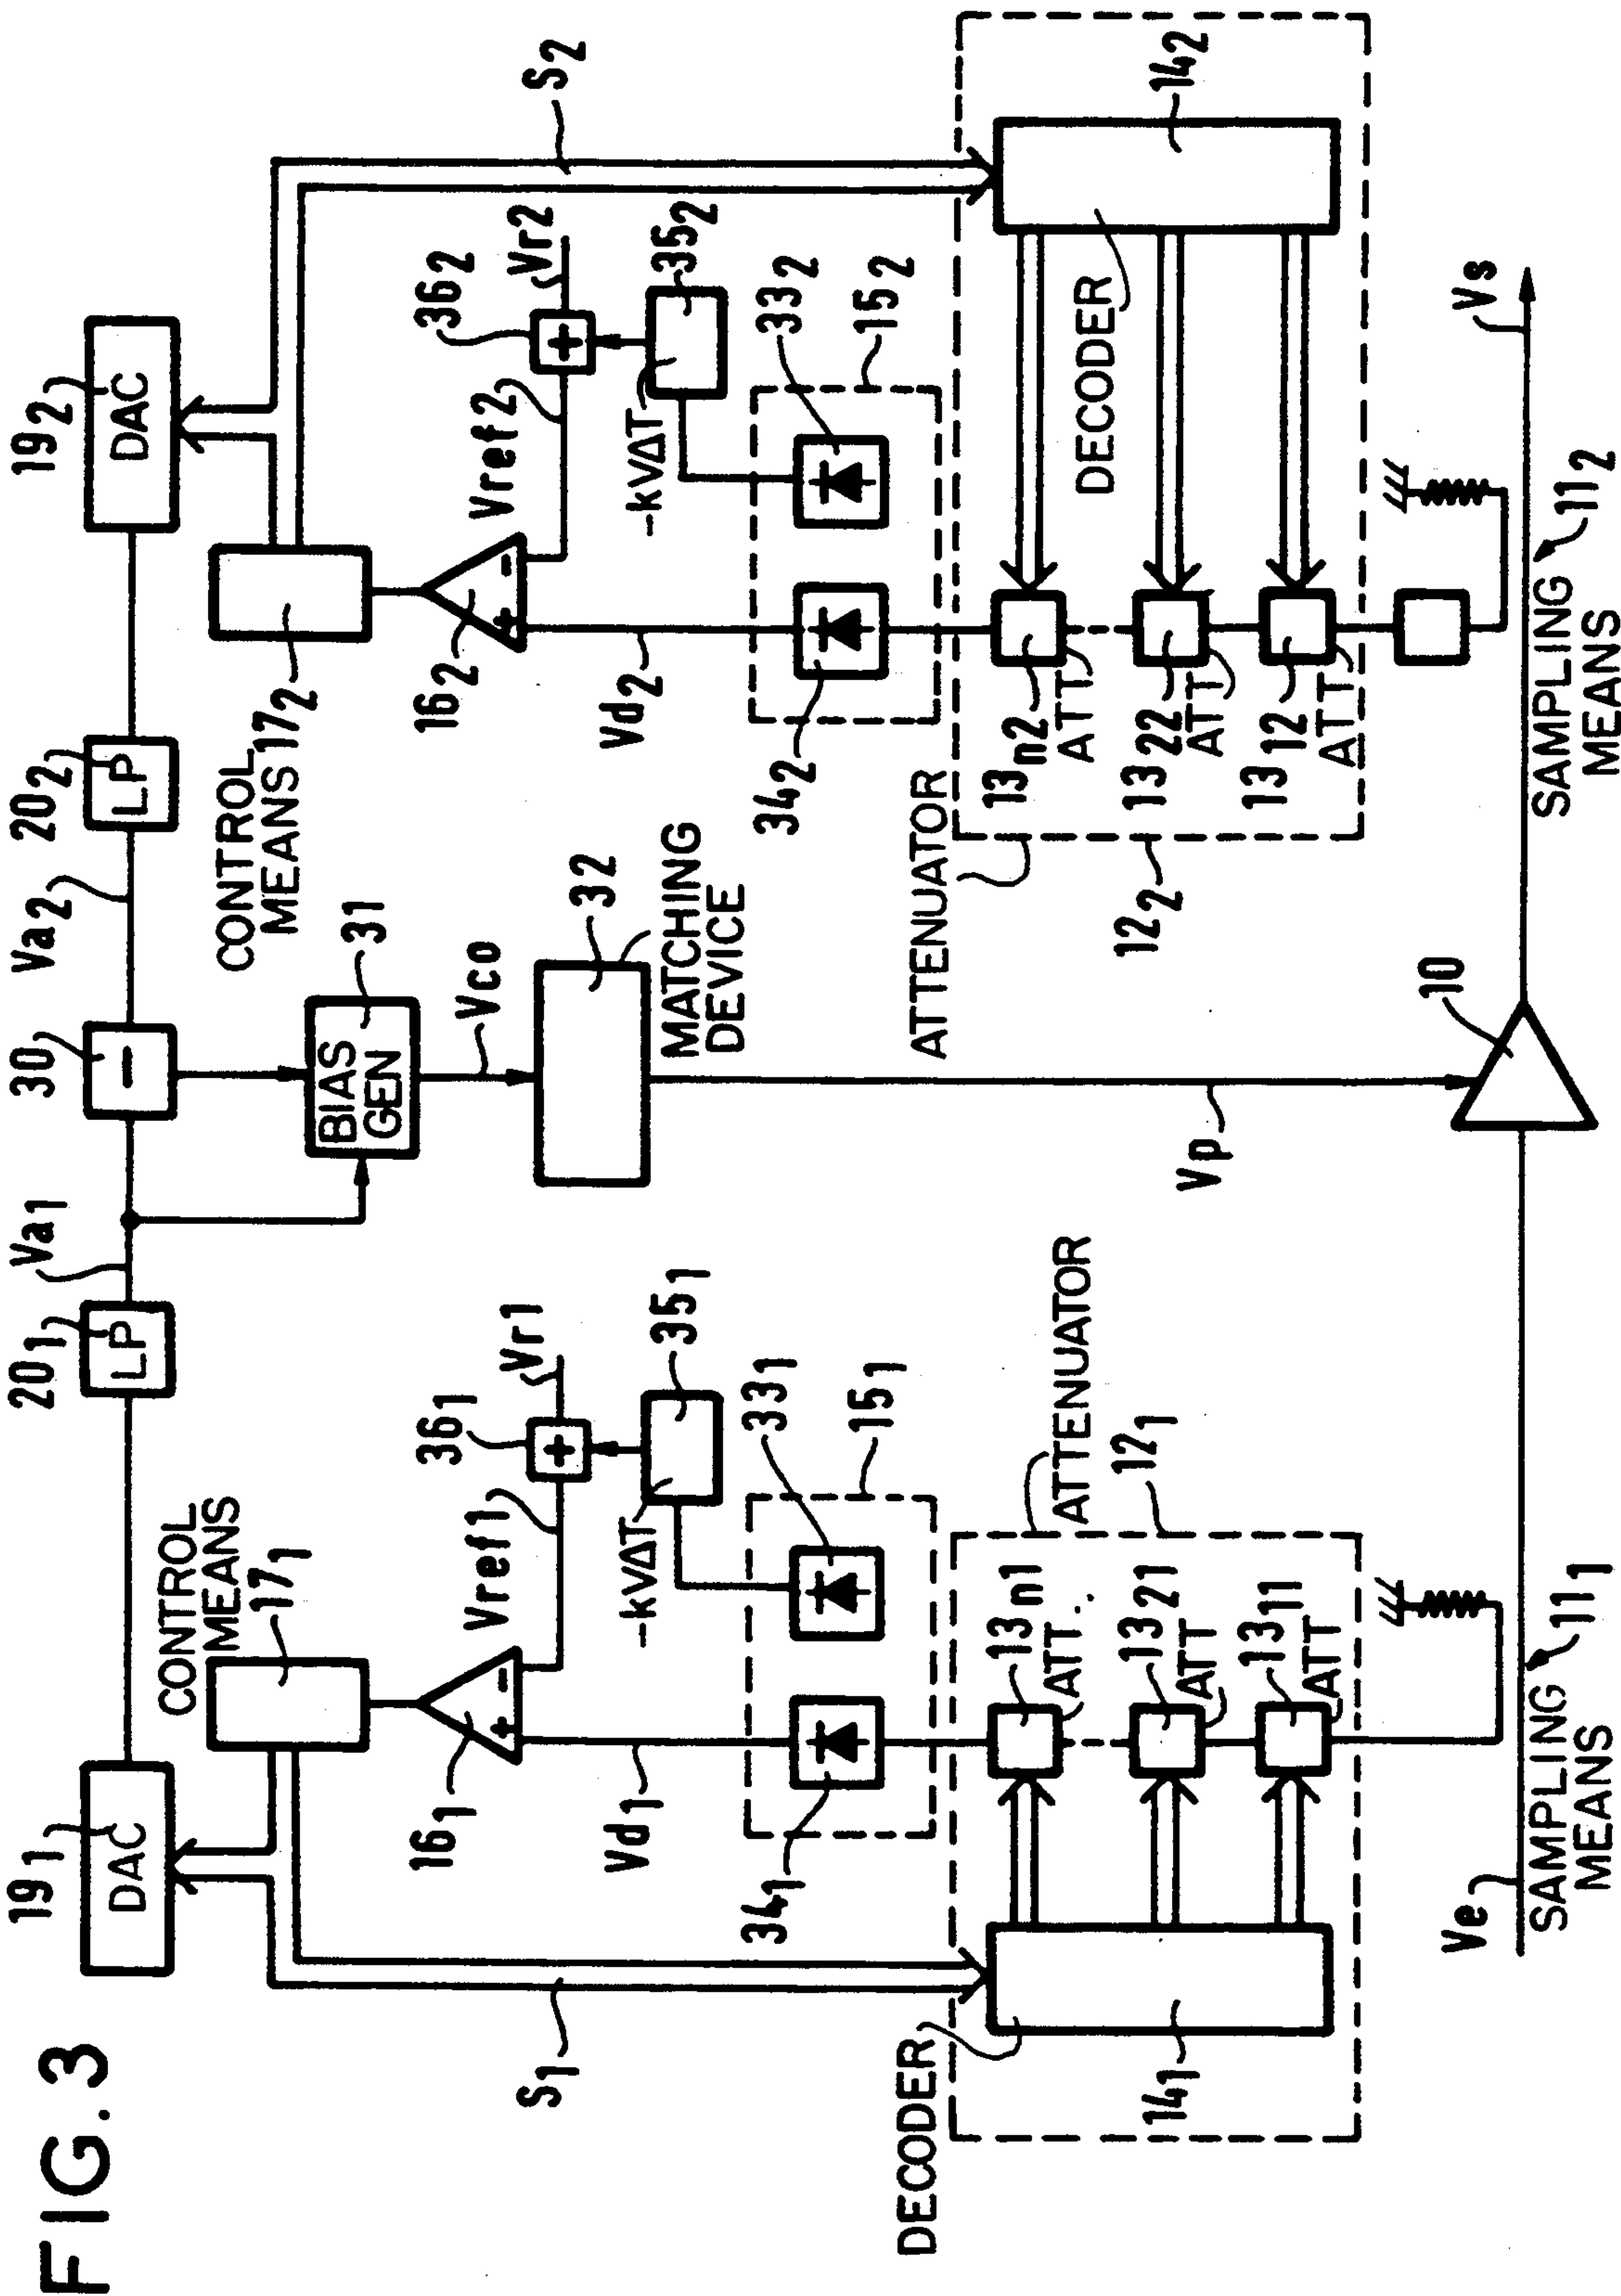 FIG. 3
19₁
DAC
20₁
LP
Va₁
30
−
Va₂
20₂
LP
19₂
DAC
CONTROL
MEANS
17₁
BIAS
GEN
31
CONTROL
MEANS 17₂
S₁
16₁
+
−
Vref1
36₁
+
Vr1
Vco
32
MATCHING
DEVICE
16₂
+
−
Vref2
36₂
+
Vr2
S₂
Vd₁
-kVΔT
35₁
Vd₂
-kVΔT
35₂
34₁
33₁
15₁
34₂
33₂
15₂
DECODER
14₁
13n1
ATT.
13₂₁
ATT
13₁₁
ATT
ATTENUATOR
12₁
ATTENUATOR
12₂
13n2
ATT
13₂₂
ATT
13₁₂
ATT.
DECODER
14₂
Vp
Ve
SAMPLING
MEANS
11₁
10
SAMPLING
MEANS
11₂
Vs